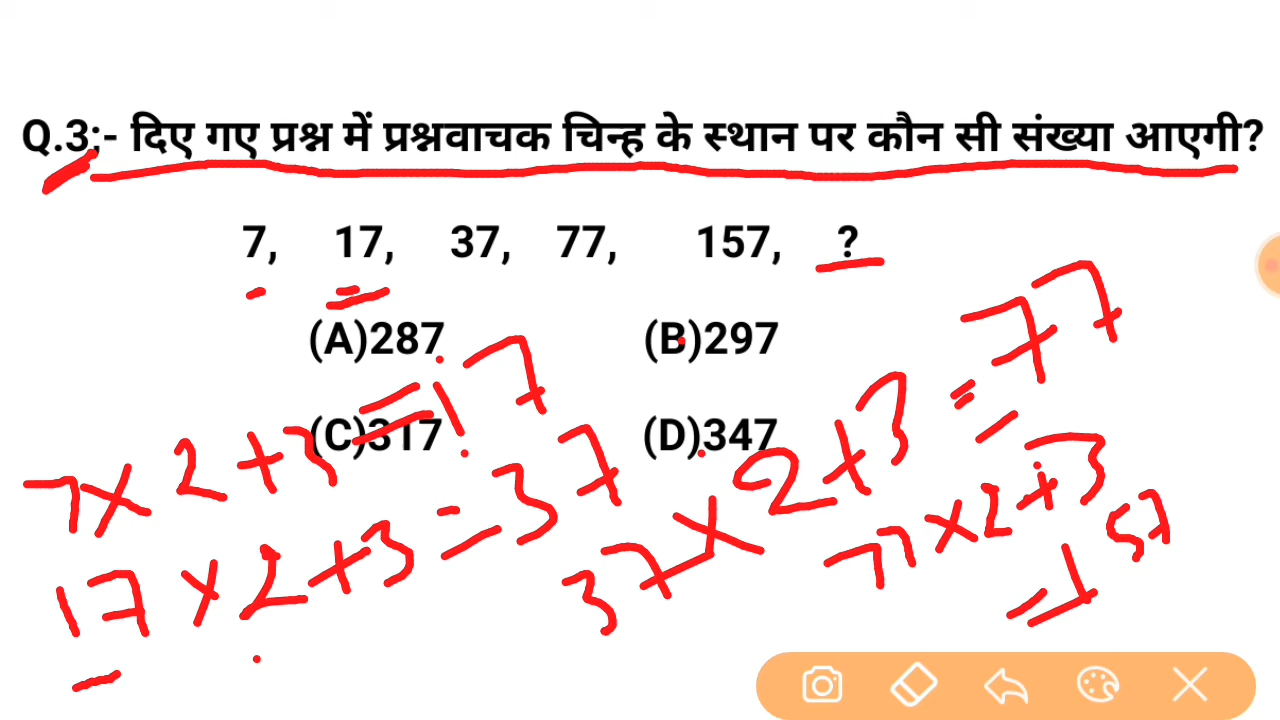 Q.3:- दिए गए प्रश्न में प्रश्नवाचक चिन्ह के स्थान पर कौन सी संख्या आएगी?
7, 17, 37, 77, 157, ?
(A)287 (B)297
(C)317 (D)347
7×2+3=17
17×2+3=37
37×2+3=77
77×2+3
=157